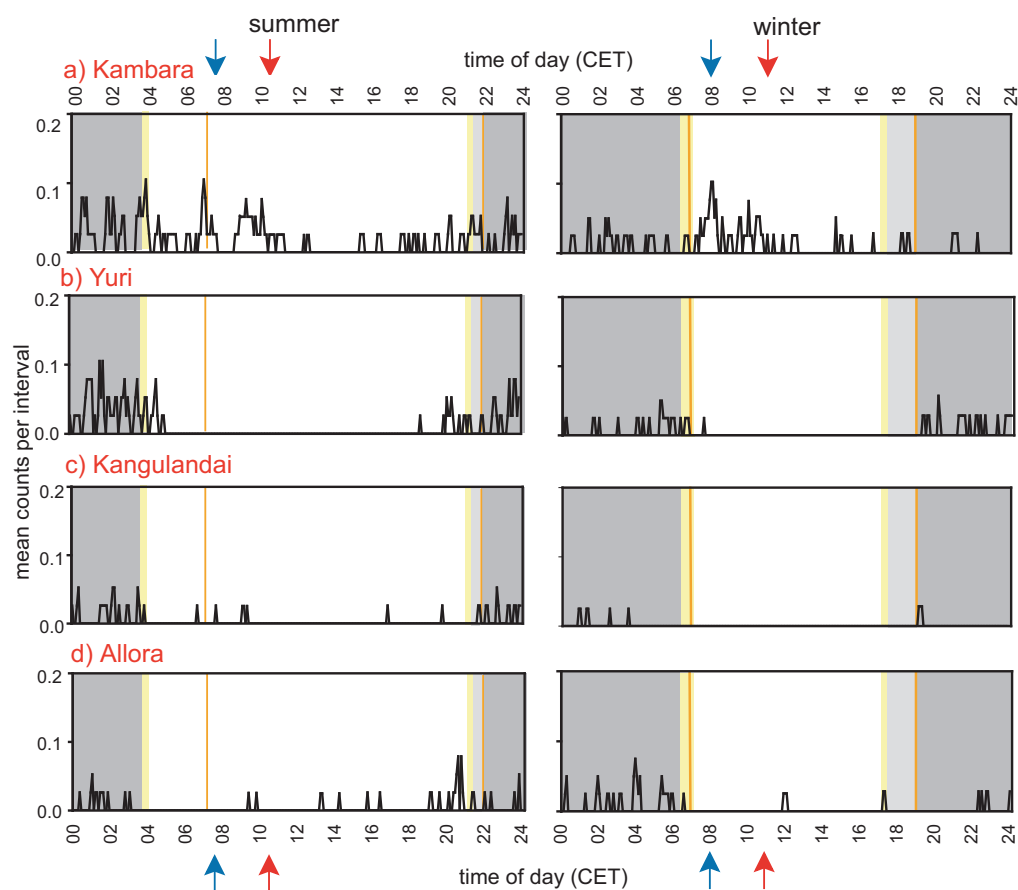 summer winter
time of day (CET)
a) Kambara
00 02 04 06 08 10 12 14 16 18 20 22 24 00 02 04 06 08 10 12 14 16 18 20 22 24
0.2
0.1
0.0
b) Yuri
0.2
0.1
0.0
c) Kangulandai
0.2
0.1
0.0
d) Allora
0.2
0.1
0.0
mean counts per interval
00 02 04 06 08 10 12 14 16 18 20 22 24 00 02 04 06 08 10 12 14 16 18 20 22 24
time of day (CET)